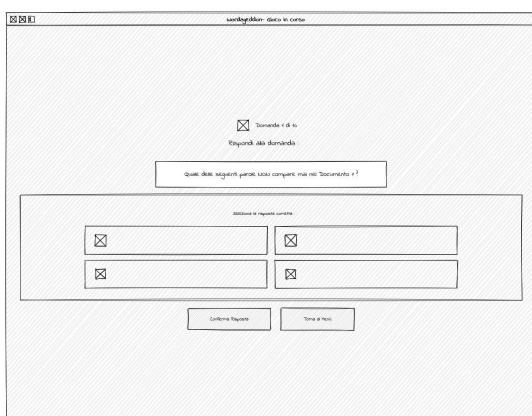 Wordageddon- Gioco in corso
Domanda 1 di 10
Rispondi alla domanda :
Quale delle seguenti parole NON compare mai nel Documento 1 ?
Seleziona la risposta corretta :
Conferma Risposta
Torna al Menù